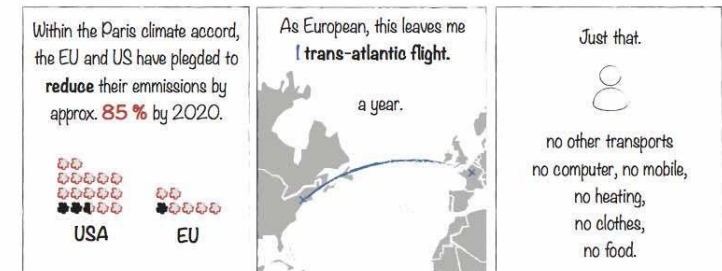 Within the Paris climate accord,
the EU and US have plegded to
reduce their emmissions by
approx. 85 % by 2020.
USA
EU
As European, this leaves me
1 trans-atlantic flight.
a year.
Just that.
no other transports
no computer, no mobile,
no heating,
no clothes,
no food.